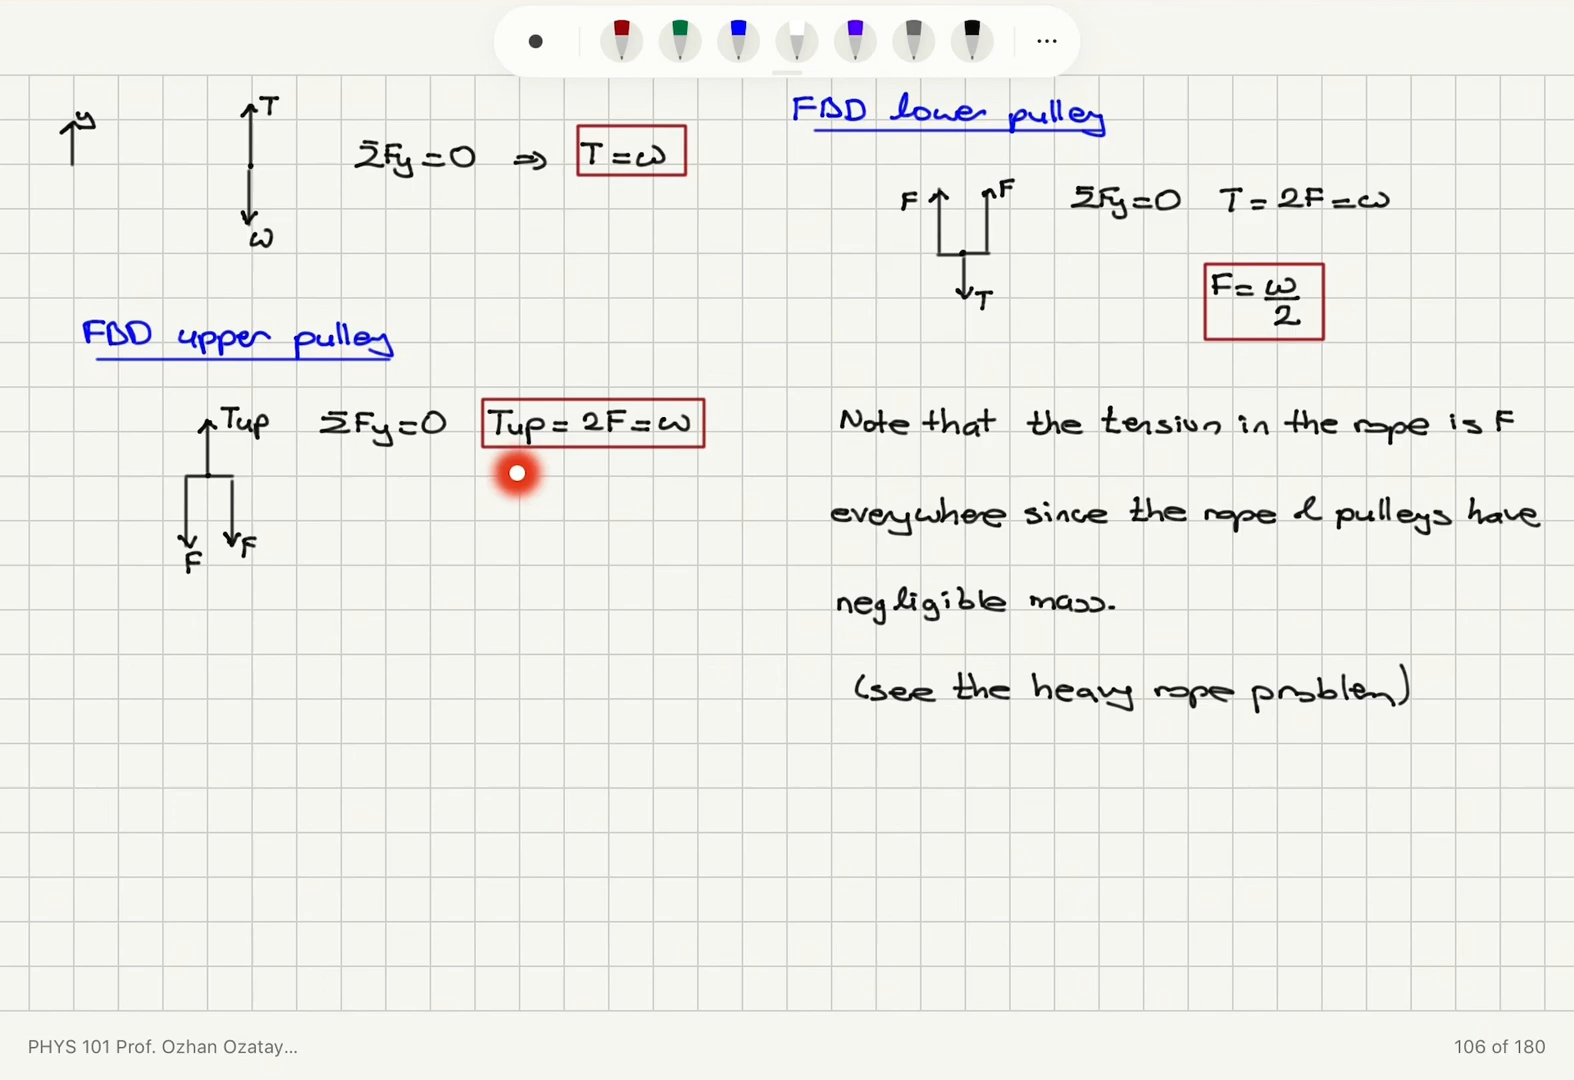 y
T
ΣFy = 0 ⇒ T = ω
ω
FBD upper pulley
Tup
ΣFy = 0 Tup = 2F = ω
F F
FBD lower pulley
F F
ΣFy = 0 T = 2F = ω
T
F = ω/2
Note that the tension in the rope is F
everywhere since the rope & pulleys have
negligible mass.
(see the heavy rope problem)
PHYS 101 Prof. Ozhan Ozatay...
106 of 180